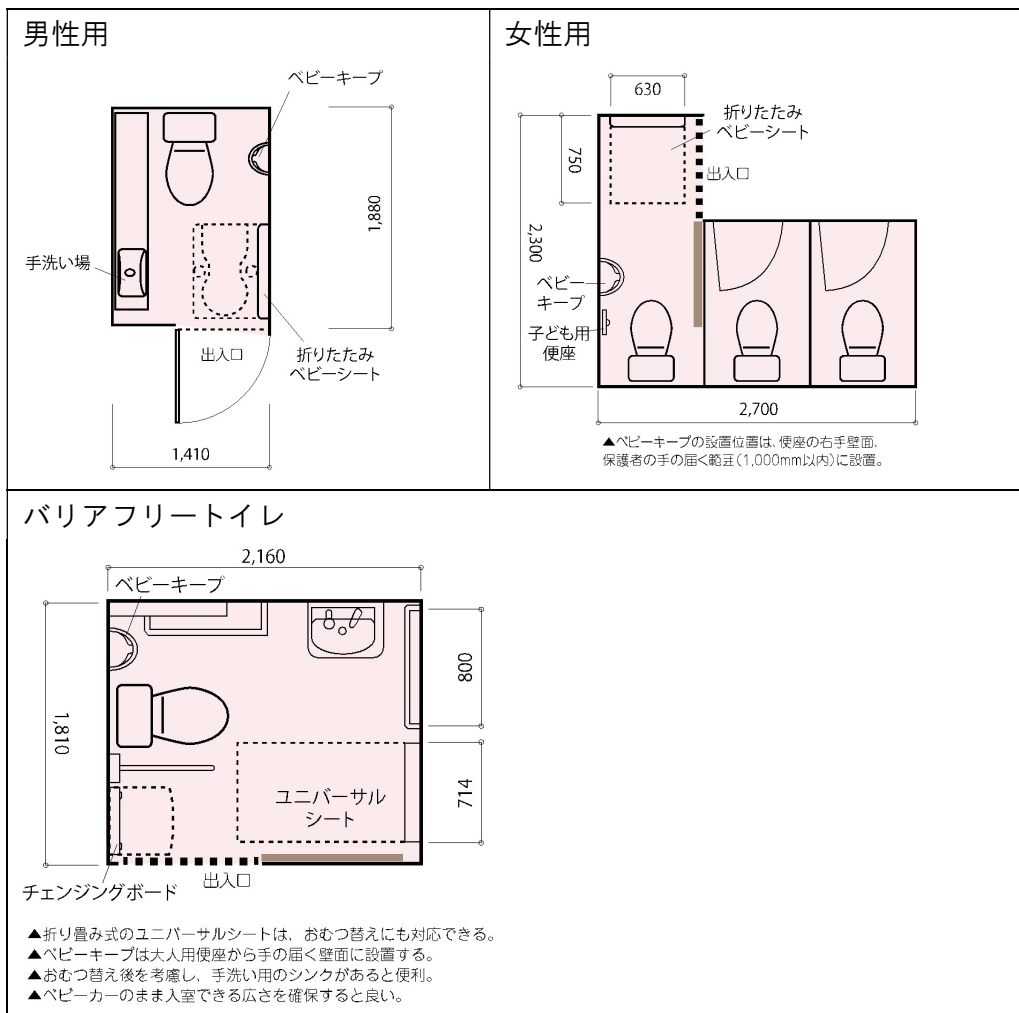 男性用
ベビーキープ
1,880
手洗い場
出入口
折りたたみ
ベビーシート
1,410
女性用
630
折りたたみ
ベビーシート
750
出入口
2,300
ベビー
キープ
子ども用
便座
2,700
▲ベビーキープの設置位置は、便座の右手壁面、
保護者の手の届く範囲(1,000mm以内)に設置。
バリアフリートイレ
2,160
ベビーキープ
800
1,810
714
ユニバーサル
シート
出入口
チェンジングボード
▲折り畳み式のユニバーサルシートは、おむつ替えにも対応できる。
▲ベビーキープは大人用便座から手の届く壁面に設置する。
▲おむつ替え後を考慮し、手洗い用のシンクがあると便利。
▲ベビーカーのまま入室できる広さを確保すると良い。